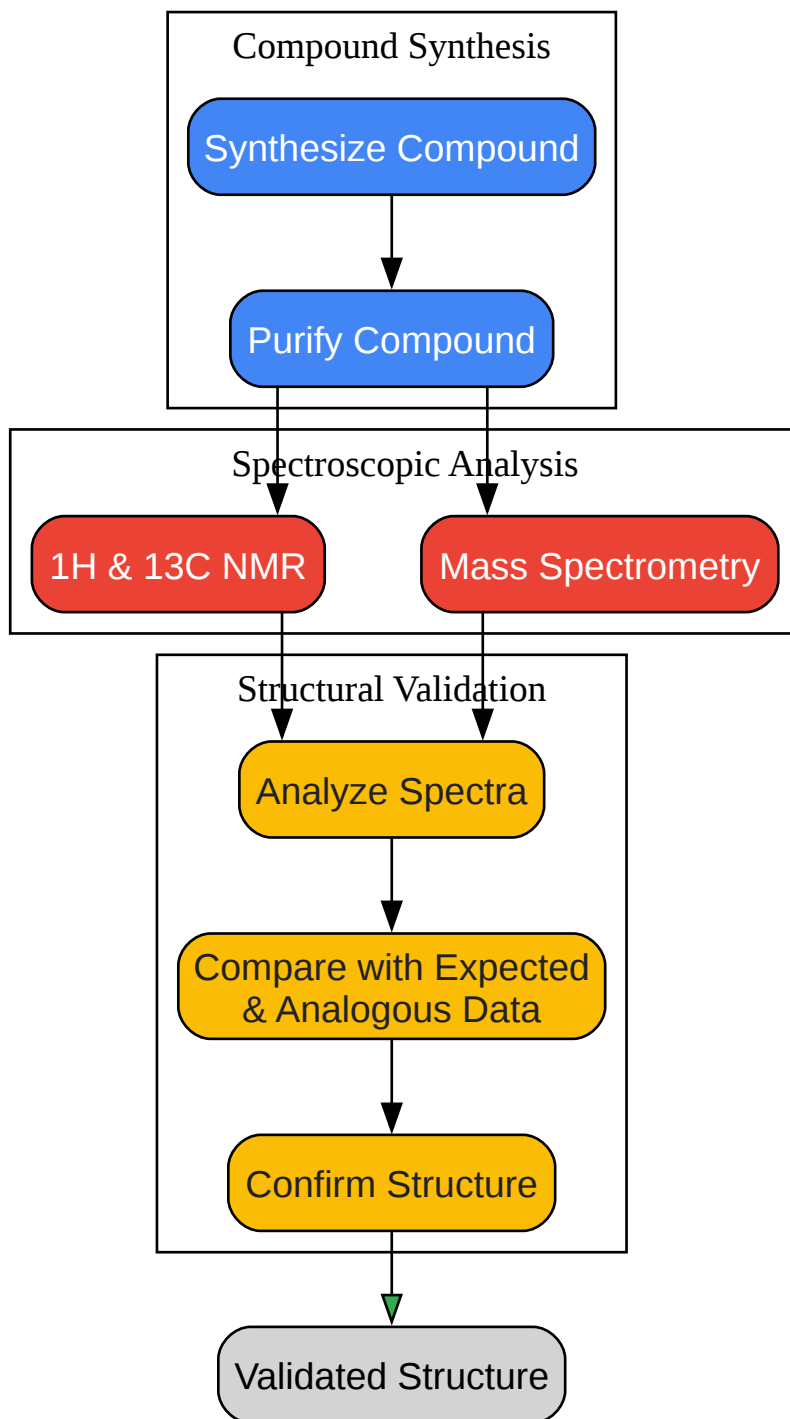 Compound Synthesis
Synthesize Compound
Purify Compound
Spectroscopic Analysis
1H & 13C NMR
Mass Spectrometry
Structural Validation
Analyze Spectra
Compare with Expected
& Analogous Data
Confirm Structure
Validated Structure